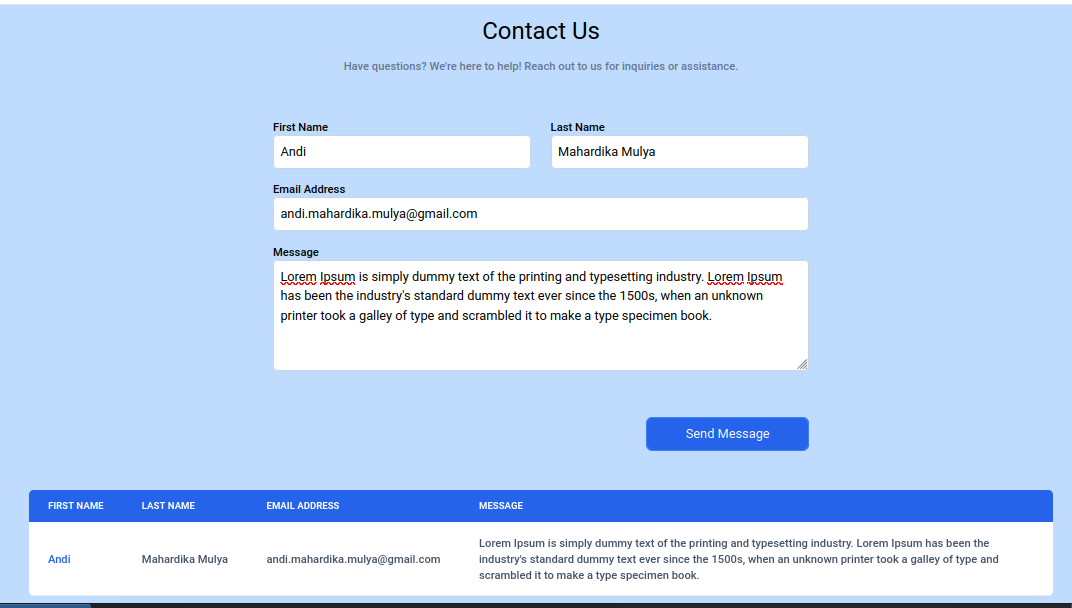 Contact Us
Have questions? We're here to help! Reach out to us for inquiries or assistance.
First Name
Last Name
Andi
Mahardika Mulya
Email Address
andi.mahardika.mulya@gmail.com
Message
Lorem Ipsum is simply dummy text of the printing and typesetting industry. Lorem Ipsum
has been the industry's standard dummy text ever since the 1500s, when an unknown
printer took a galley of type and scrambled it to make a type specimen book.
Send Message
FIRST NAME LAST NAME EMAIL ADDRESS MESSAGE
Andi Mahardika Mulya andi.mahardika.mulya@gmail.com
Lorem Ipsum is simply dummy text of the printing and typesetting industry. Lorem Ipsum has been the
industry's standard dummy text ever since the 1500s, when an unknown printer took a galley of type and
scrambled it to make a type specimen book.